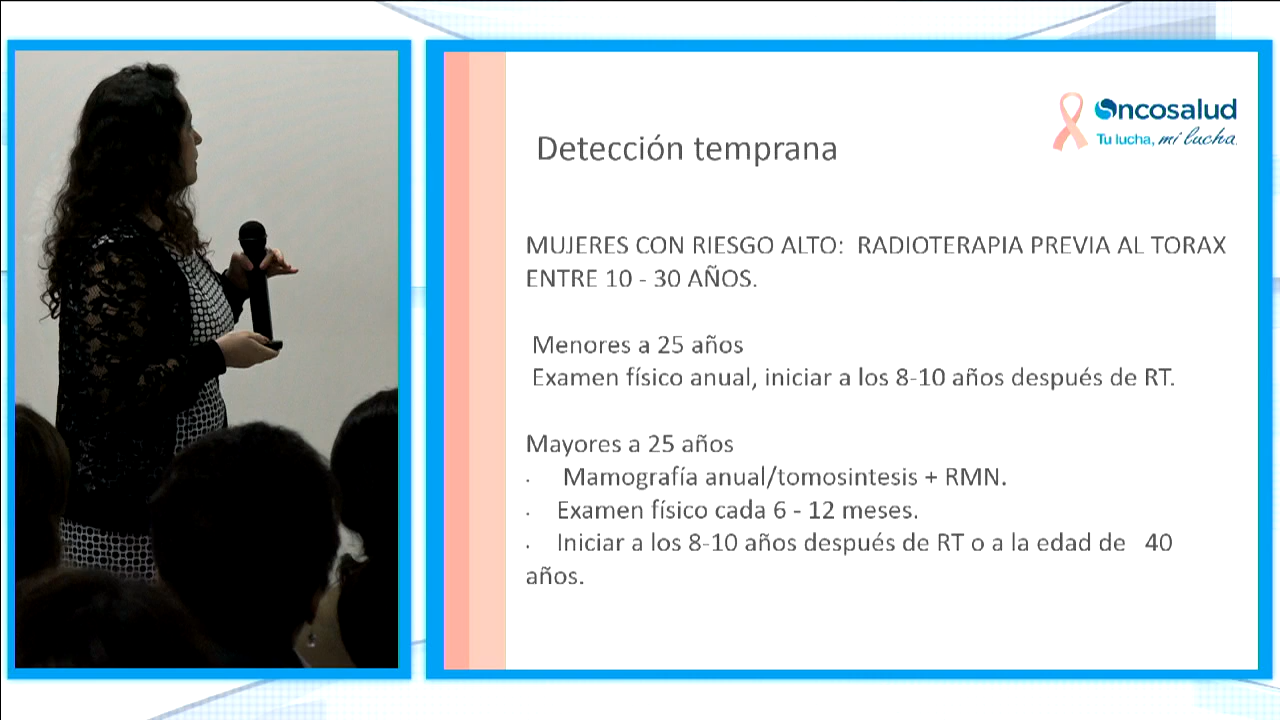 Oncosalud
Tu lucha, mi lucha.
Detección temprana
MUJERES CON RIESGO ALTO: RADIOTERAPIA PREVIA AL TORAX
ENTRE 10 - 30 AÑOS.
Menores a 25 años
Examen físico anual, iniciar a los 8-10 años después de RT.
Mayores a 25 años
· Mamografía anual/tomosintesis + RMN.
· Examen físico cada 6 - 12 meses.
· Iniciar a los 8-10 años después de RT o a la edad de 40
años.